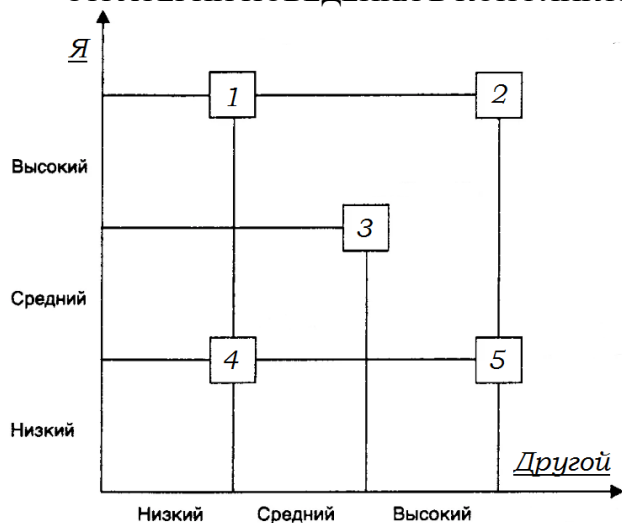 Я
1
2
Высокий
3
Средний
4
5
Низкий
Другой
Низкий
Средний
Высокий